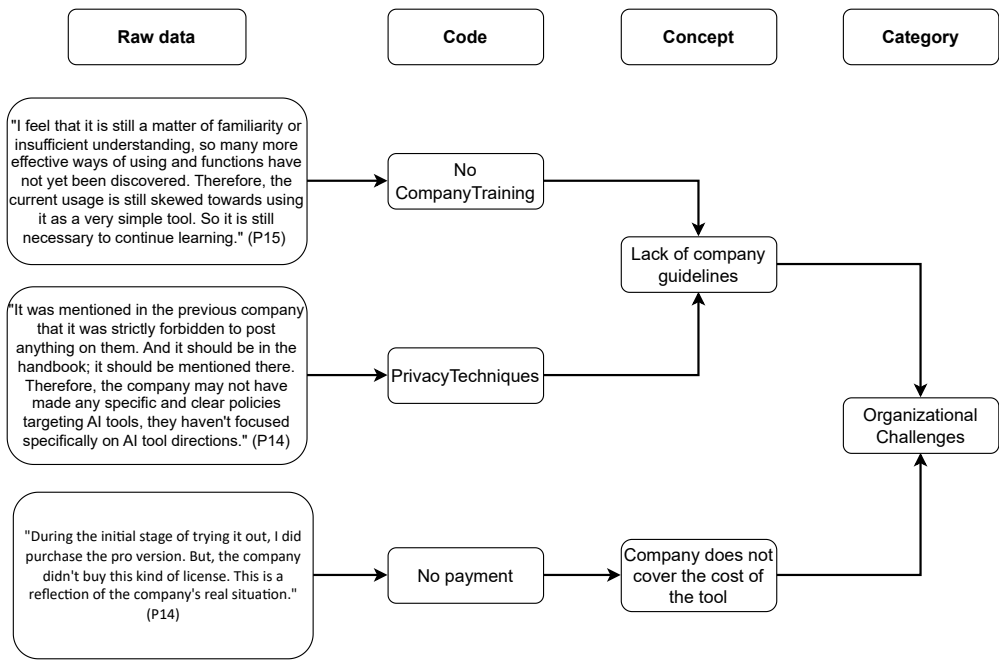 Raw data
Code
Concept
Category
"I feel that it is still a matter of familiarity or
insufficient understanding, so many more
effective ways of using and functions have
not yet been discovered. Therefore, the
current usage is still skewed towards using
it as a very simple tool. So it is still
necessary to continue learning." (P15)
No
CompanyTraining
Lack of company
guidelines
"It was mentioned in the previous company
that it was strictly forbidden to post
anything on them. And it should be in the
handbook; it should be mentioned there.
Therefore, the company may not have
made any specific and clear policies
targeting AI tools, they haven't focused
specifically on AI tool directions." (P14)
PrivacyTechniques
Organizational
Challenges
"During the initial stage of trying it out, I did
purchase the pro version. But, the company
didn't buy this kind of license. This is a
reflection of the company's real situation."
(P14)
No payment
Company does not
cover the cost of
the tool